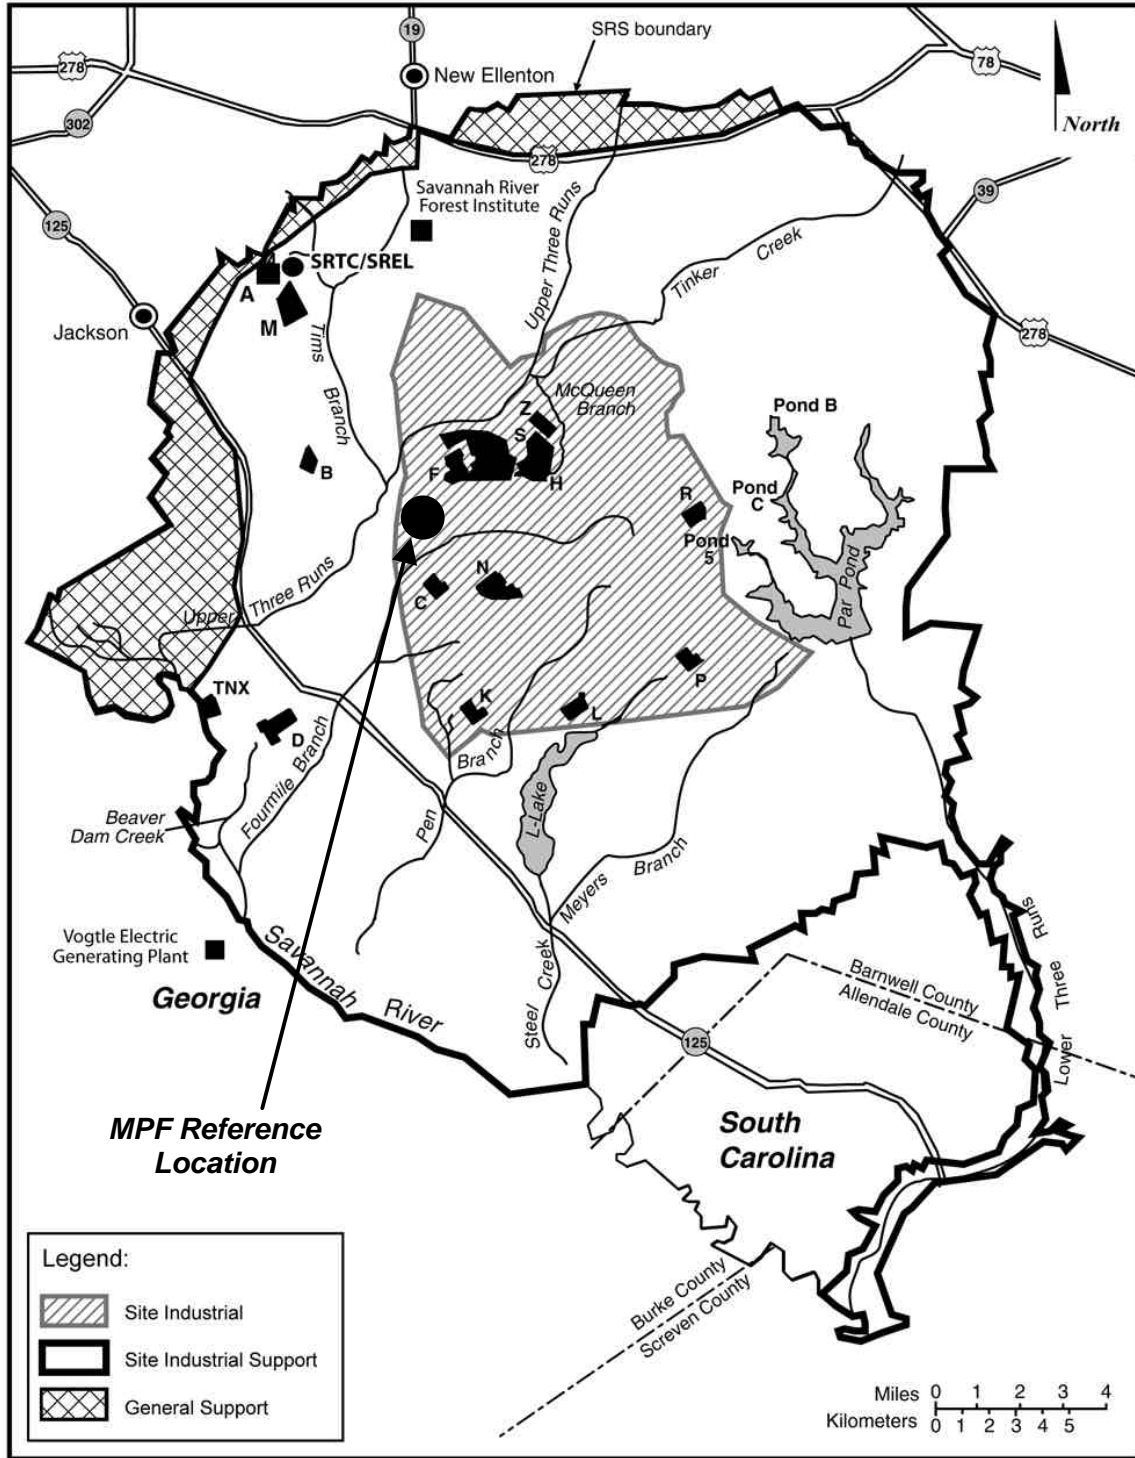 19
SRS boundary
278
New Ellenton
78
302
North
278
Savannah River
Forest Institute
39
125
Upper Three Runs
Tinker Creek
SRTC/SREL
A
M
Jackson
278
Tims Branch
McQueen
Branch
Z
S
Pond B
F
H
B
Pond
C
R
Pond
5
Par Pond
N
C
Upper Three Runs
P
TNX
K
L
D
Pen Branch
L-Lake
Beaver
Dam Creek
Fourmile Branch
Meyers Branch
Vogtle Electric
Generating Plant
Georgia
Savannah River
Steel Creek
Barnwell County
Allendale County
Lower Three Runs
125
MPF Reference
Location
South
Carolina
Burke County
Screven County
Legend:
Site Industrial
Site Industrial Support
General Support
Miles 0 1 2 3 4
Kilometers 0 1 2 3 4 5